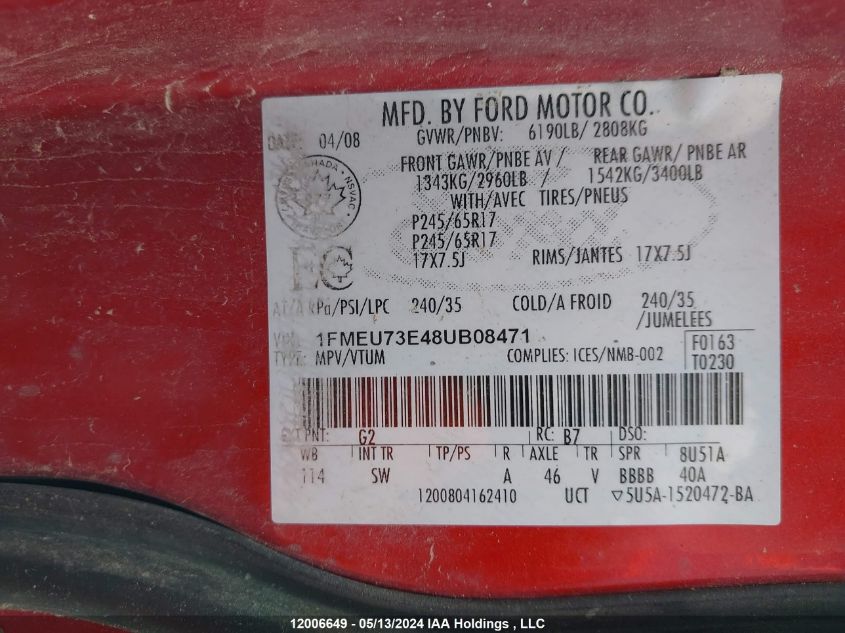 MFD. BY FORD MOTOR CO.
DATE: 04/08 GVWR/PNBV: 6190LB/ 2808KG
FRONT GAWR/PNBE AV/ REAR GAWR/ PNBE AR
1343KG/2960LB / 1542KG/3400LB
WITH/AVEC TIRES/PNEUS
P245/65R17
P245/65R17
17X7.5J RIMS/JANTES 17X7.5J
AT/A kPa/PSI/LPC 240/35 COLD/A FROID 240/35
/JUMELEES
1FMEU73E48UB08471 F0163
TYPE: MPV/VTUM COMPLIES: ICES/NMB-002 T0230
EXT PNT: G2 RC: B7 DSO:
WB INT TR TP/PS R AXLE TR SPR 8U51A
114 SW A 46 V BBBB 40A
1200804162410 UCT ▽5U5A-1520472-BA
12006649 - 05/13/2024 IAA Holdings , LLC